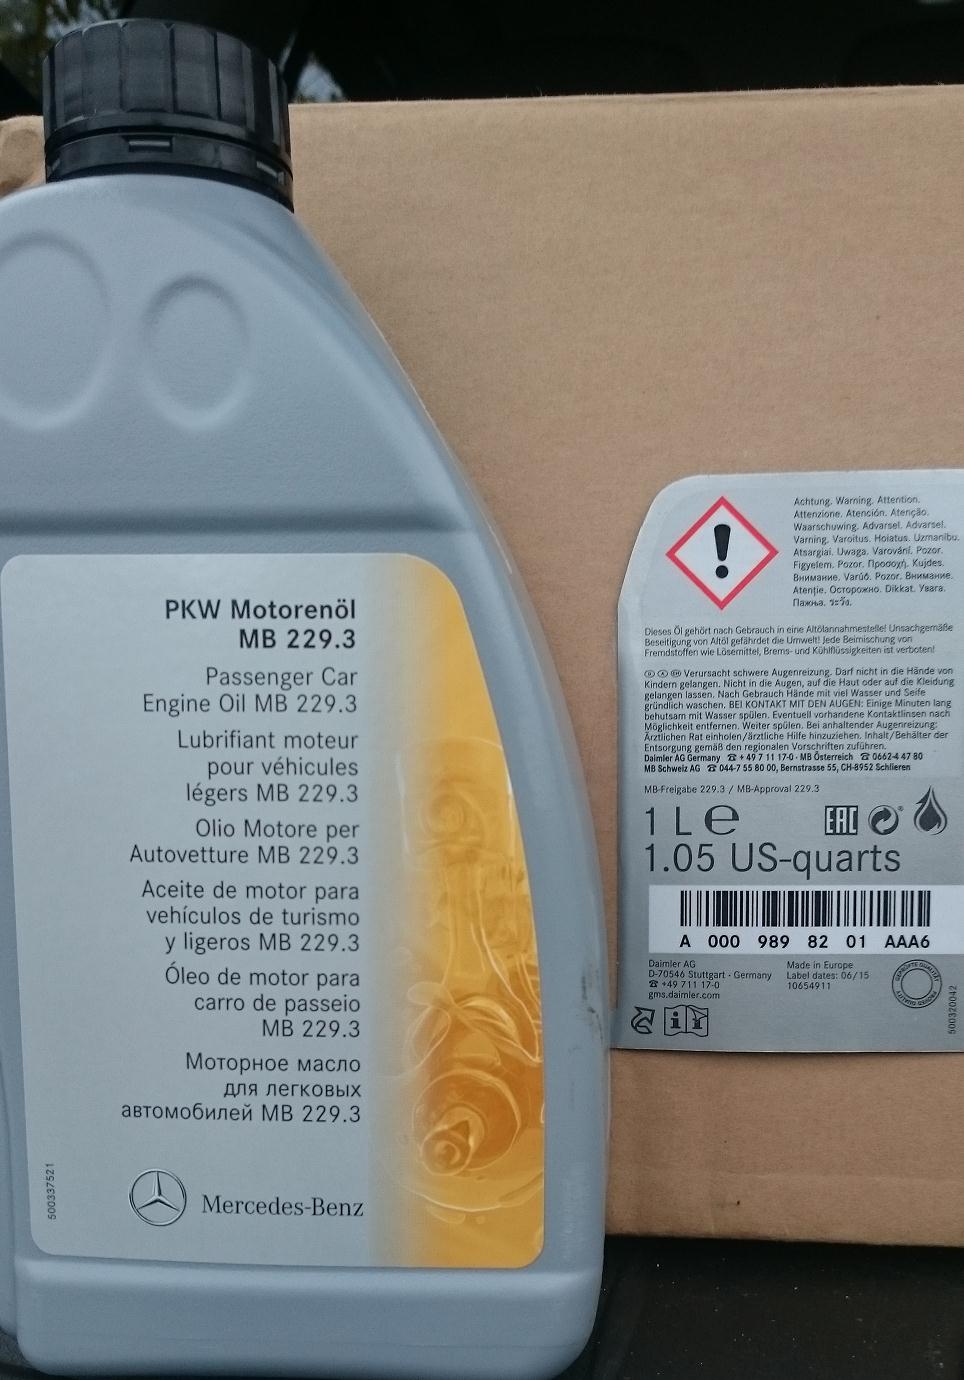 PKW Motorenöl
MB 229.3
Passenger Car
Engine Oil MB 229.3
Lubrifiant moteur
pour véhicules
légers MB 229.3
Olio Motore per
Autovetture MB 229.3
Aceite de motor para
vehículos de turismo
y ligeros MB 229.3
Óleo de motor para
carro de passeio
MB 229.3
Моторное масло
для легковых
автомобилей MB 229.3
500337521
Mercedes-Benz
Achtung. Warning. Attention.
Attenzione. Atención. Atenção.
Waarschuwing. Advarsel. Advarsel.
Varning. Varoitus. Hoiatus. Uzmanību.
Atsargiai. Uwaga. Varování. Pozor.
Figyelem. Pozor. Προσοχή. Kujdes.
Внимание. Varúð. Pozor. Внимание.
Atenție. Осторожно. Dikkat. Увага.
Пажња. ระวัง.
Dieses Öl gehört nach Gebrauch in eine Altölannahmestelle! Unsachgemäße
Beseitigung von Altöl gefährdet die Umwelt! Jede Beimischung von
Fremdstoffen wie Lösemittel, Brems- und Kühlflüssigkeiten ist verboten!
Verursacht schwere Augenreizung. Darf nicht in die Hände von
Kindern gelangen. Nicht in die Augen, auf die Haut oder auf die Kleidung
gelangen lassen. Nach Gebrauch Hände mit viel Wasser und Seife
gründlich waschen. BEI KONTAKT MIT DEN AUGEN: Einige Minuten lang
behutsam mit Wasser spülen. Eventuell vorhandene Kontaktlinsen nach
Möglichkeit entfernen. Weiter spülen. Bei anhaltender Augenreizung:
Ärztlichen Rat einholen/ärztliche Hilfe hinzuziehen. Inhalt/Behälter der
Entsorgung gemäß den regionalen Vorschriften zuführen.
Daimler AG Germany ☎ +49 7 11 17-0 · MB Österreich ☎ 0662-4 47 80
MB Schweiz AG ☎ 044-7 55 80 00, Bernstrasse 55, CH-8952 Schlieren
MB-Freigabe 229.3 / MB-Approval 229.3
1 L ℮
EAC
1.05 US-quarts
A 000 989 82 01 AAA6
Daimler AG
D-70546 Stuttgart · Germany
☎ +49 711 17-0
gms.daimler.com
Made in Europe
Label dates: 06/15
10654911
500320042